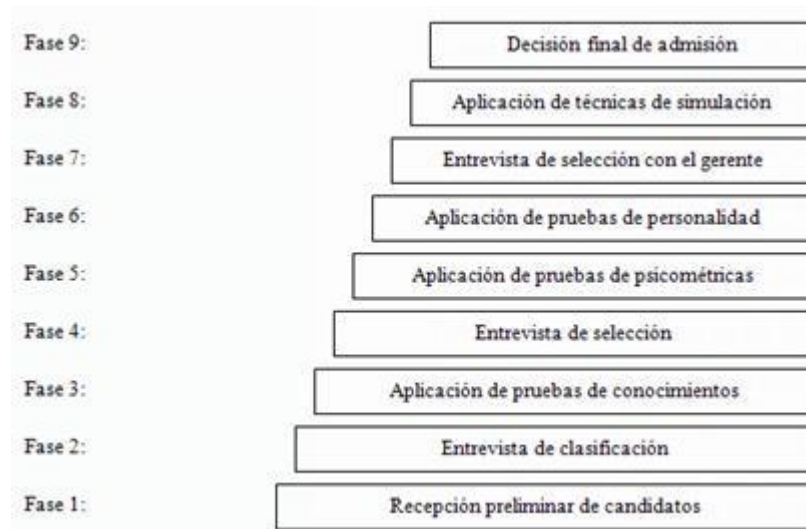 Fase 9: Decisión final de admisión
Fase 8: Aplicación de técnicas de simulación
Fase 7: Entrevista de selección con el gerente
Fase 6: Aplicación de pruebas de personalidad
Fase 5: Aplicación de pruebas de psicométricas
Fase 4: Entrevista de selección
Fase 3: Aplicación de pruebas de conocimientos
Fase 2: Entrevista de clasificación
Fase 1: Recepción preliminar de candidatos